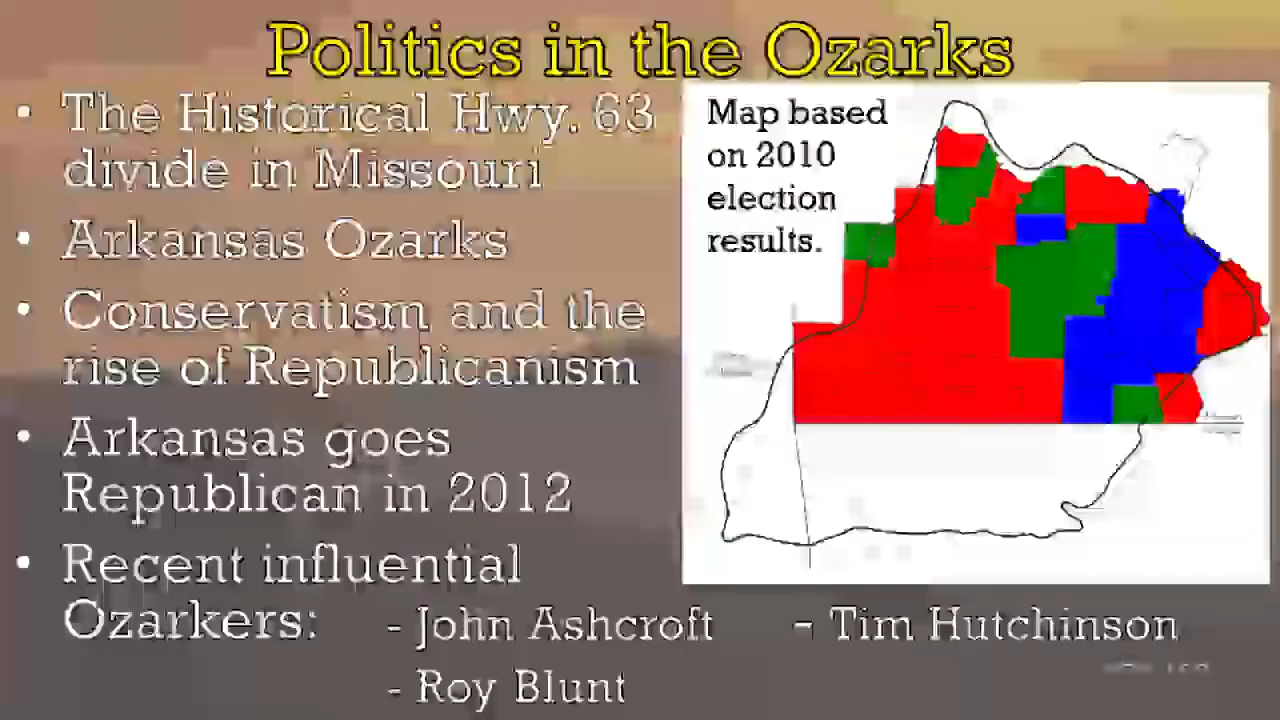 Politics in the Ozarks
• The Historical Hwy. 63
divide in Missouri
• Arkansas Ozarks
• Conservatism and the
rise of Republicanism
• Arkansas goes
Republican in 2012
• Recent influential
Ozarkers:
- John Ashcroft
- Tim Hutchinson
- Roy Blunt
Map based
on 2010
election
results.